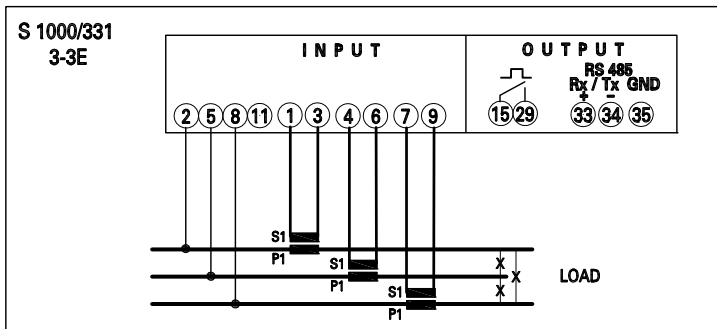 S 1000/331
3-3E
INPUT
OUTPUT
RS 485
Rx / Tx GND
+ −
2 5 8 11 1 3 4 6 7 9
15 29 33 34 35
S1
P1
S1
P1
S1
P1
X
X
X
LOAD